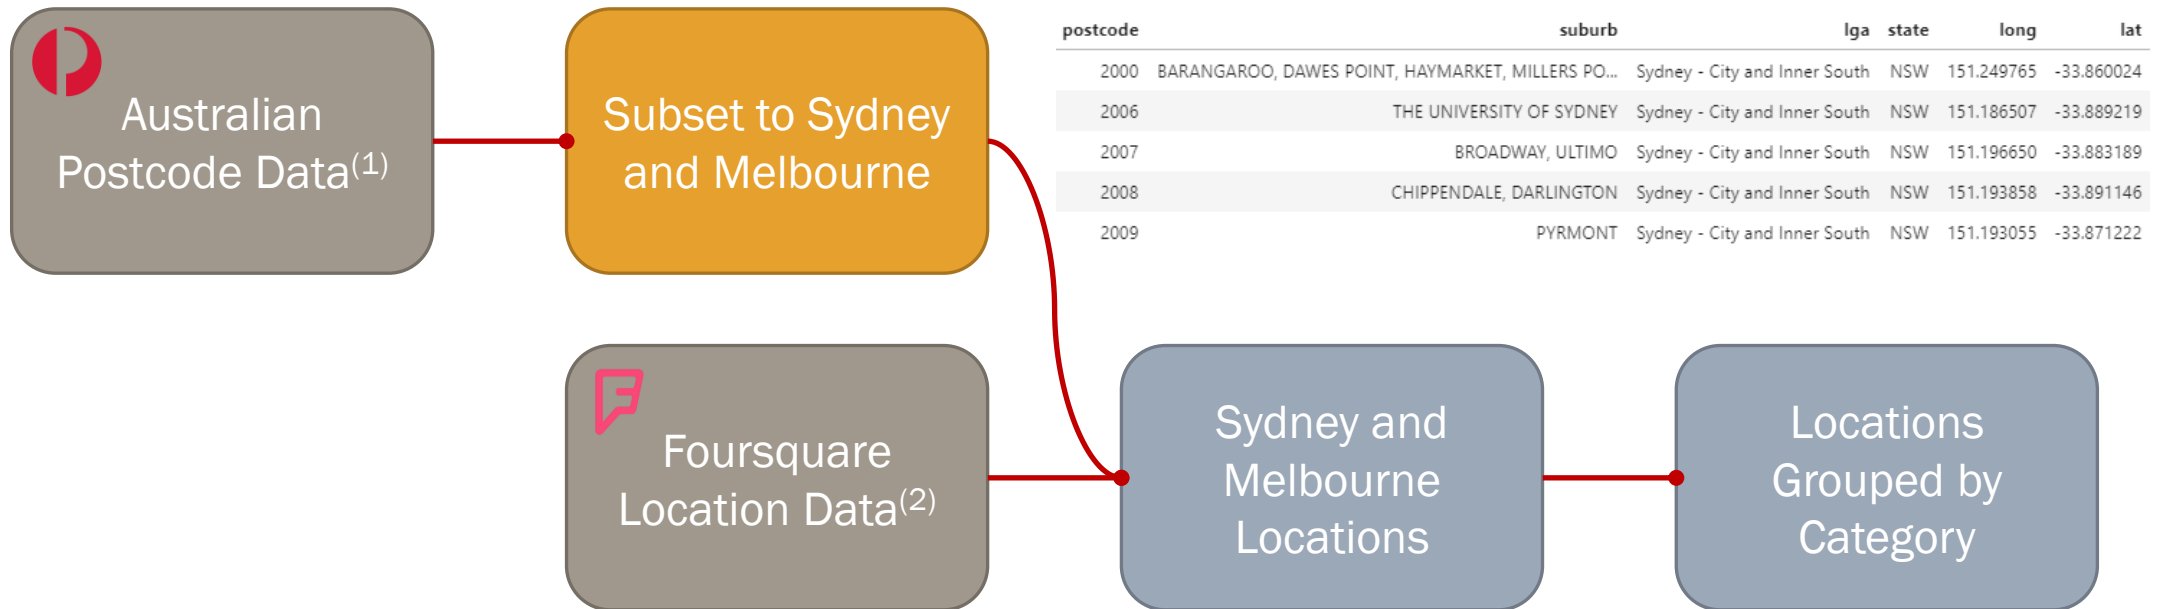 Australian
Postcode Data(1)
Subset to Sydney
and Melbourne
postcode suburb lga state long lat
2000 BARANGAROO, DAWES POINT, HAYMARKET, MILLERS PO... Sydney - City and Inner South NSW 151.249765 -33.860024
2006 THE UNIVERSITY OF SYDNEY Sydney - City and Inner South NSW 151.186507 -33.889219
2007 BROADWAY, ULTIMO Sydney - City and Inner South NSW 151.196650 -33.883189
2008 CHIPPENDALE, DARLINGTON Sydney - City and Inner South NSW 151.193858 -33.891146
2009 PYRMONT Sydney - City and Inner South NSW 151.193055 -33.871222
Foursquare
Location Data(2)
Sydney and
Melbourne
Locations
Locations
Grouped by
Category